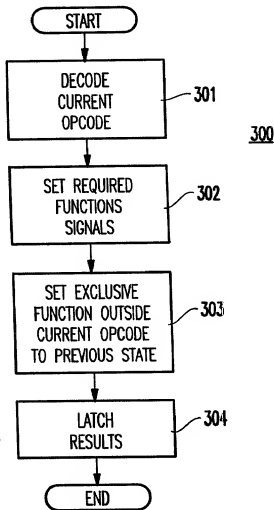 START
DECODE
CURRENT
OPCODE
301
300
SET REQUIRED
FUNCTIONS
SIGNALS
302
SET EXCLUSIVE
FUNCTION OUTSIDE
CURRENT OPCODE
TO PREVIOUS STATE
303
LATCH
RESULTS
304
END